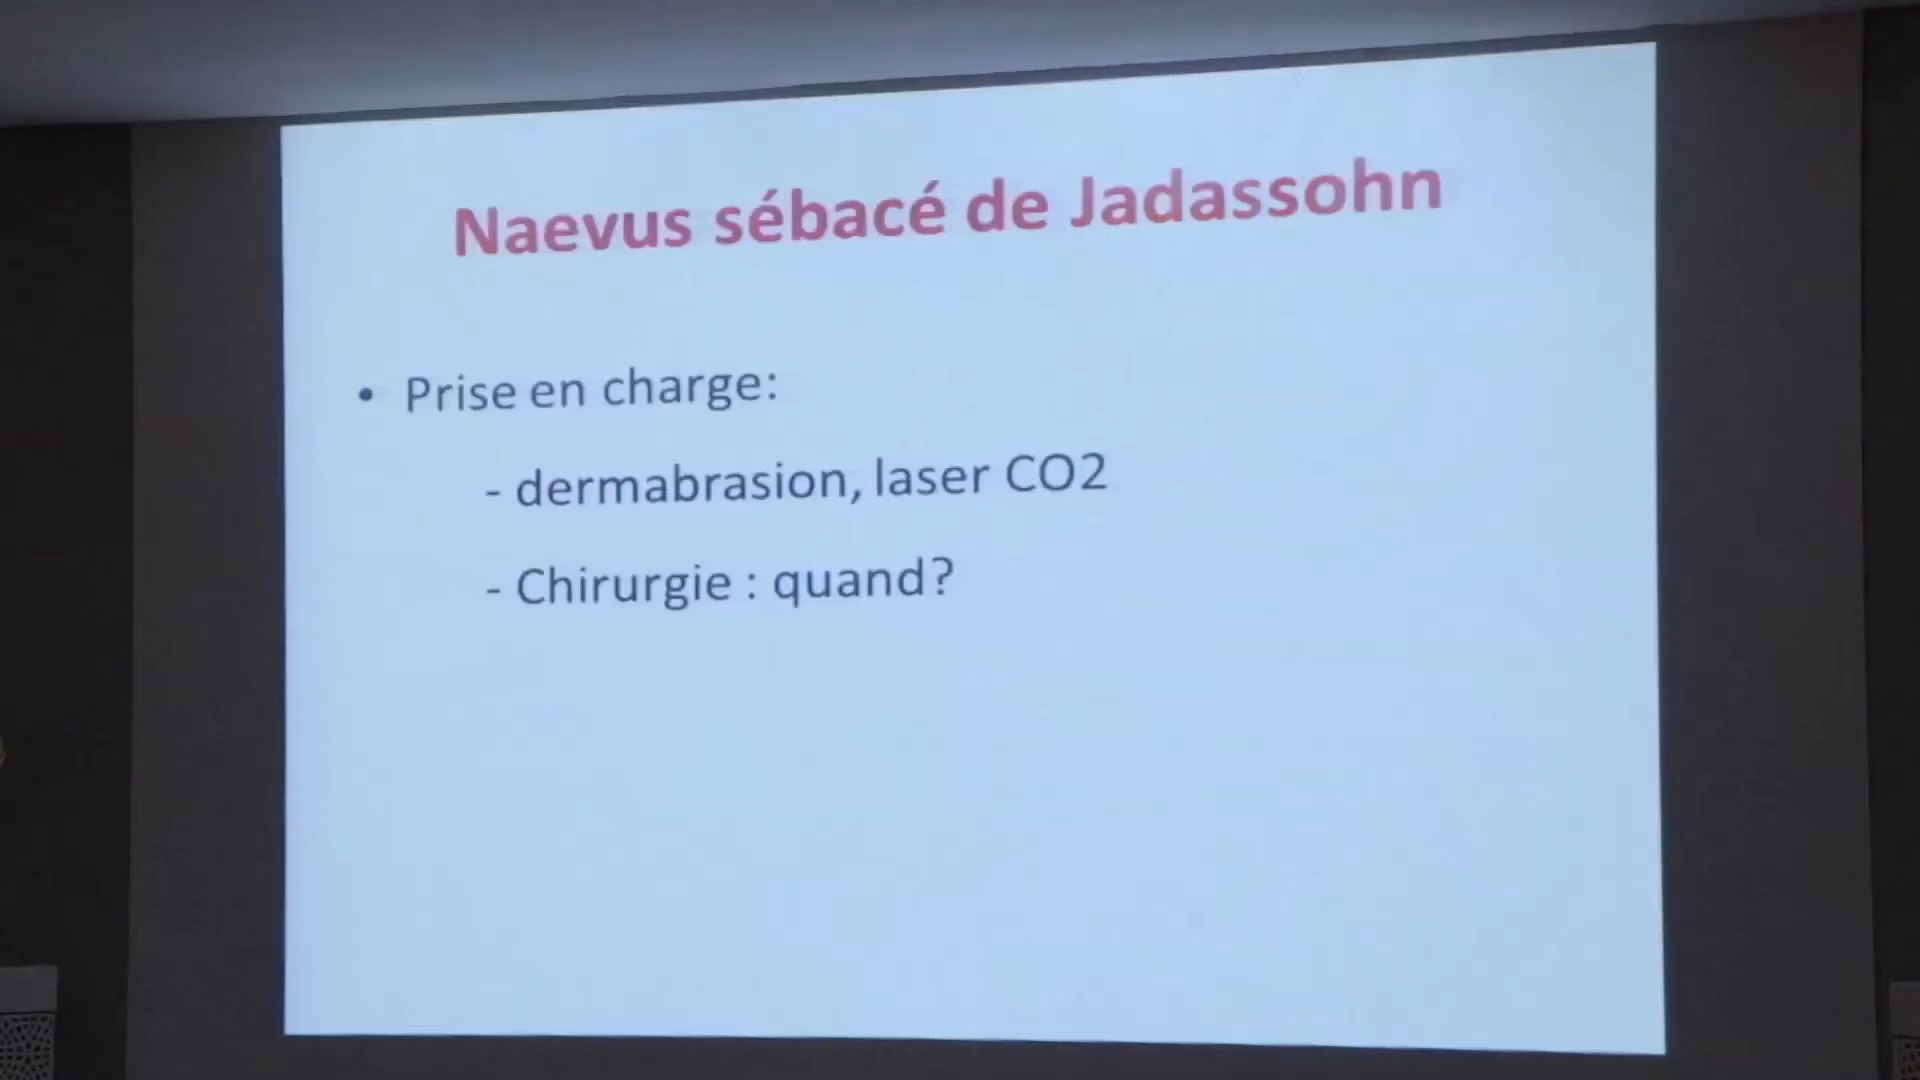 Naevus sébacé de Jadassohn
• Prise en charge:
- dermabrasion, laser CO2
- Chirurgie : quand?